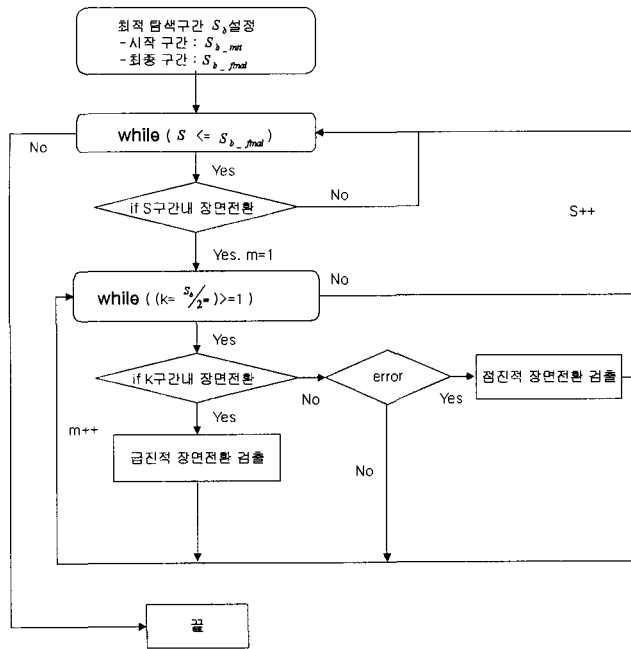 최적 탐색구간 S_b설정
-시작 구간 : S_b_init
-최종 구간 : S_b_final
while ( S <= S_b_final )
No
Yes
if S구간내 장면전환
No
S++
Yes. m=1
while ( (k= S_b/2^m )>=1 )
No
Yes
if k구간내 장면전환
error
점진적 장면전환 검출
No
Yes
Yes
m++
급진적 장면전환 검출
No
끝